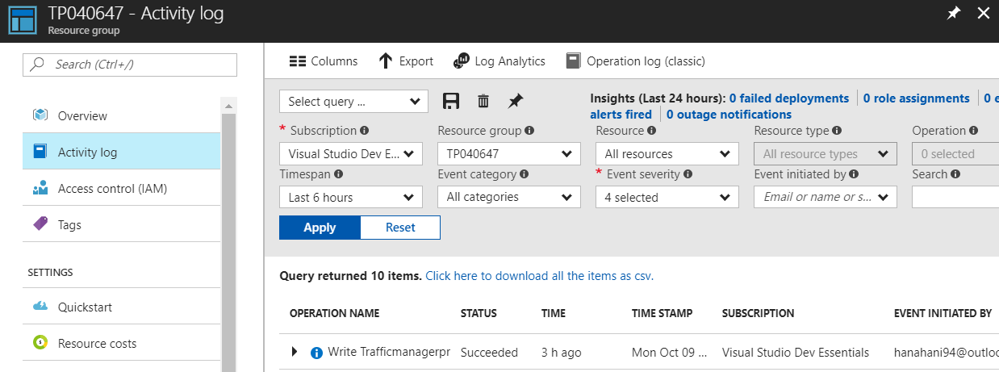 TP040647 - Activity log
Resource group
Search (Ctrl+/)
Overview
Activity log
Access control (IAM)
Tags
SETTINGS
Quickstart
Resource costs
Columns Export Log Analytics Operation log (classic)
Select query ...
Insights (Last 24 hours): 0 failed deployments 0 role assignments 0 e
alerts fired 0 outage notifications
* Subscription Resource group Resource Resource type Operation
Visual Studio Dev E... TP040647 All resources All resource types 0 selected
Timespan Event category * Event severity Event initiated by Search
Last 6 hours All categories 4 selected Email or name or s...
Apply Reset
Query returned 10 items. Click here to download all the items as csv.
OPERATION NAME STATUS TIME TIME STAMP SUBSCRIPTION EVENT INITIATED BY
Write Trafficmanagerpr Succeeded 3 h ago Mon Oct 09 ... Visual Studio Dev Essentials hanahani94@outloo